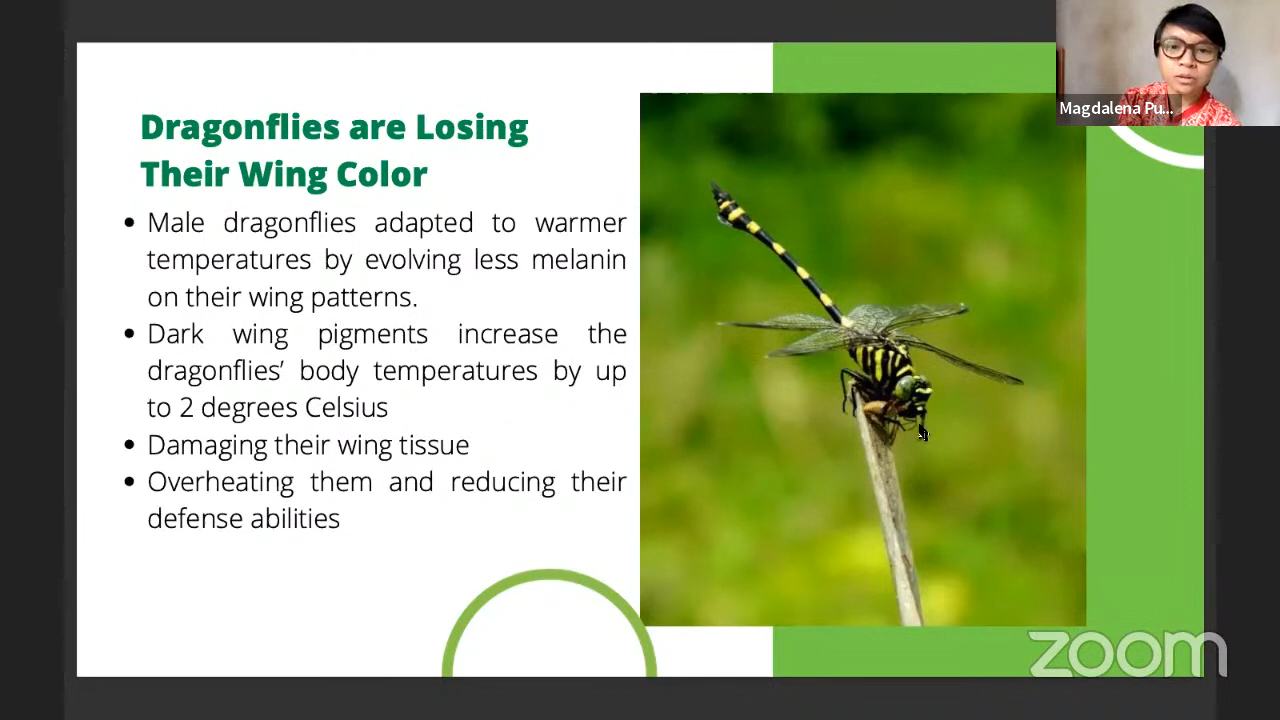 Magdalena Pu...
Dragonflies are Losing
Their Wing Color
• Male dragonflies adapted to warmer
temperatures by evolving less melanin
on their wing patterns.
• Dark wing pigments increase the
dragonflies’ body temperatures by up
to 2 degrees Celsius
• Damaging their wing tissue
• Overheating them and reducing their
defense abilities
zoom